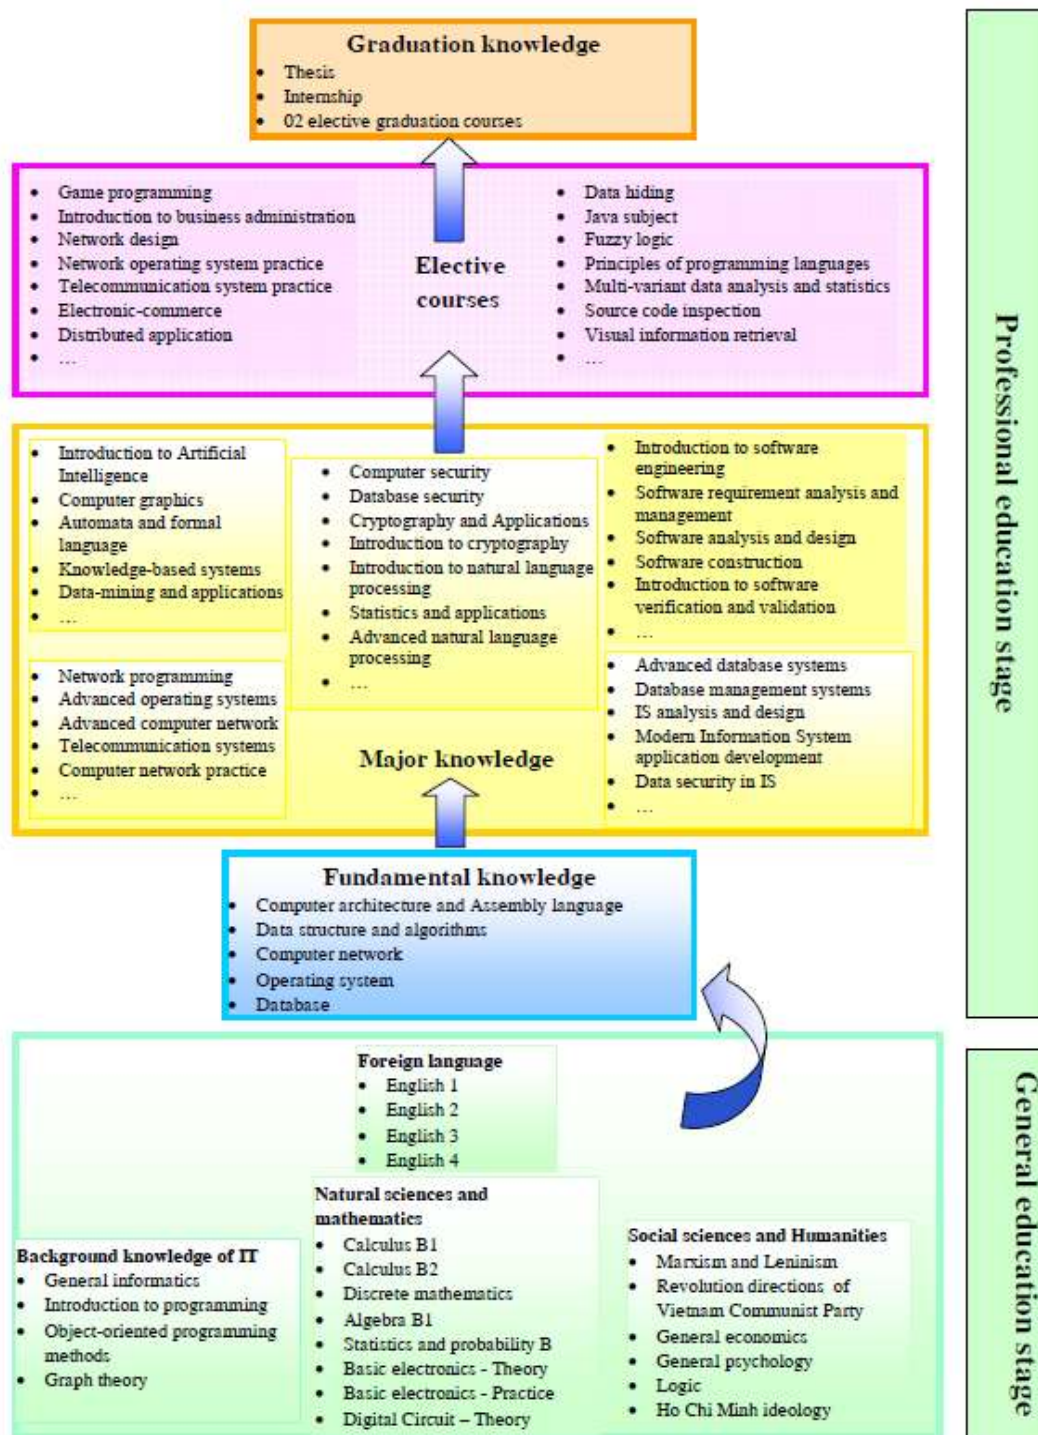 Graduation knowledge
• Thesis
• Internship
• 02 elective graduation courses
• Game programming
• Introduction to business administration
• Network design
• Network operating system practice
• Telecommunication system practice
• Electronic-commerce
• Distributed application
• …
Elective
courses
• Data hiding
• Java subject
• Fuzzy logic
• Principles of programming languages
• Multi-variant data analysis and statistics
• Source code inspection
• Visual information retrieval
• …
• Introduction to Artificial
Intelligence
• Computer graphics
• Automata and formal
language
• Knowledge-based systems
• Data-mining and applications
• …
• Computer security
• Database security
• Cryptography and Applications
• Introduction to cryptography
• Introduction to natural language
processing
• Statistics and applications
• Advanced natural language
processing
• …
• Introduction to software
engineering
• Software requirement analysis and
management
• Software analysis and design
• Software construction
• Introduction to software
verification and validation
• …
• Network programming
• Advanced operating systems
• Advanced computer network
• Telecommunication systems
• Computer network practice
• …
Major knowledge
• Advanced database systems
• Database management systems
• IS analysis and design
• Modern Information System
application development
• Data security in IS
• …
Fundamental knowledge
• Computer architecture and Assembly language
• Data structure and algorithms
• Computer network
• Operating system
• Database
Professional education stage
Foreign language
• English 1
• English 2
• English 3
• English 4
Background knowledge of IT
• General informatics
• Introduction to programming
• Object-oriented programming
methods
• Graph theory
Natural sciences and
mathematics
• Calculus B1
• Calculus B2
• Discrete mathematics
• Algebra B1
• Statistics and probability B
• Basic electronics - Theory
• Basic electronics - Practice
• Digital Circuit – Theory
Social sciences and Humanities
• Marxism and Leninism
• Revolution directions of
Vietnam Communist Party
• General economics
• General psychology
• Logic
• Ho Chi Minh ideology
General education stage